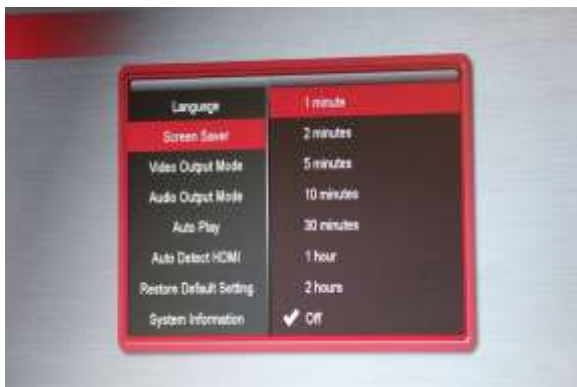 Language
Screen Saver
Video Output Mode
Audio Output Mode
Auto Play
Auto Detect HDMI
Restore Default Setting
System Information
1 minute
2 minutes
5 minutes
10 minutes
30 minutes
1 hour
2 hours
Off